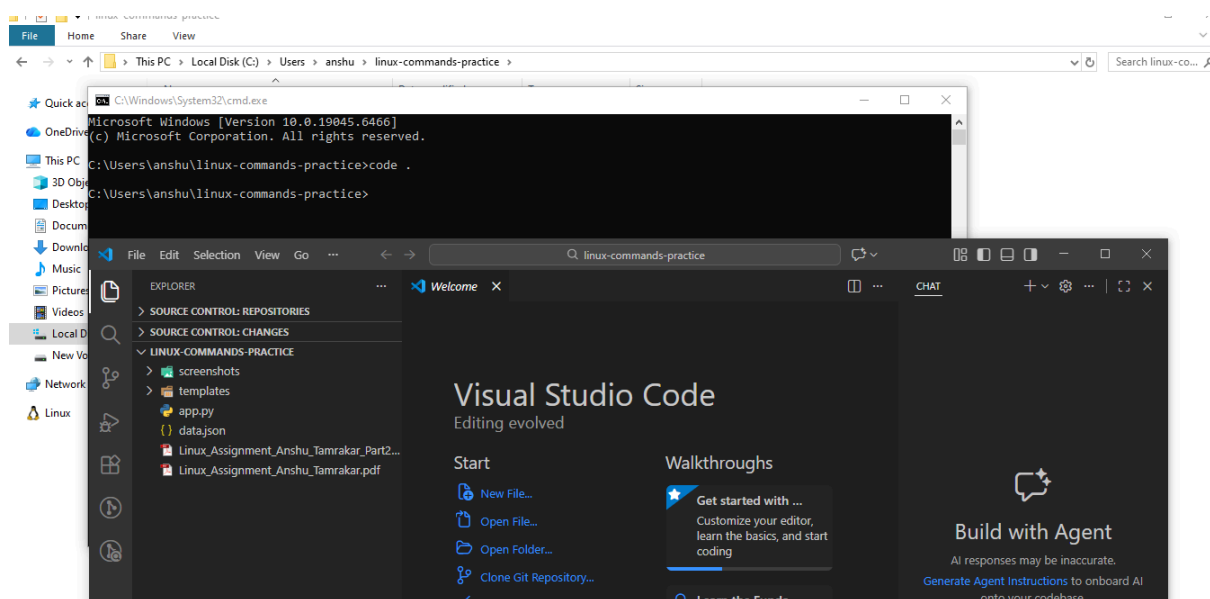 linux-commands-practice
File Home Share View
This PC > Local Disk (C:) > Users > anshu > linux-commands-practice >
Search linux-co...
Quick ac
OneDrive
This PC
3D Obje
Desktop
Docum
Downlo
Music
Pictures
Videos
Local D
New Vo
Network
Linux
C:\Windows\System32\cmd.exe
Microsoft Windows [Version 10.0.19045.6466]
(c) Microsoft Corporation. All rights reserved.
C:\Users\anshu\linux-commands-practice>code .
C:\Users\anshu\linux-commands-practice>
File Edit Selection View Go ...
linux-commands-practice
EXPLORER ...
> SOURCE CONTROL: REPOSITORIES
> SOURCE CONTROL: CHANGES
LINUX-COMMANDS-PRACTICE
> screenshots
> templates
app.py
{} data.json
Linux_Assignment_Anshu_Tamrakar_Part2...
Linux_Assignment_Anshu_Tamrakar.pdf
Welcome
Visual Studio Code
Editing evolved
Start
New File...
Open File...
Open Folder...
Clone Git Repository...
Walkthroughs
Get started with ...
Customize your editor,
learn the basics, and start
coding
CHAT
Build with Agent
AI responses may be inaccurate.
Generate Agent Instructions to onboard AI
onto your codebase